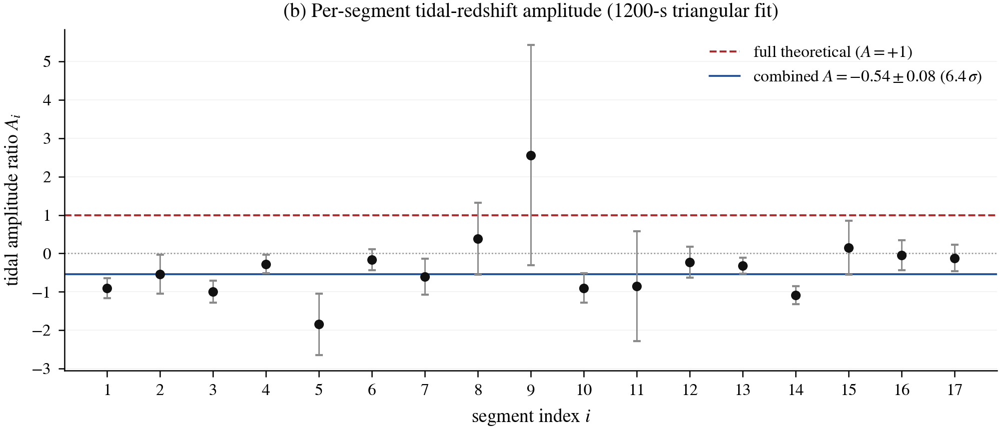 (b) Per-segment tidal-redshift amplitude (1200-s triangular fit)
full theoretical (A = +1)
combined A = −0.54 ± 0.08 (6.4 σ)
tidal amplitude ratio Aᵢ
5
4
3
2
1
0
−1
−2
−3
1 2 3 4 5 6 7 8 9 10 11 12 13 14 15 16 17
segment index i